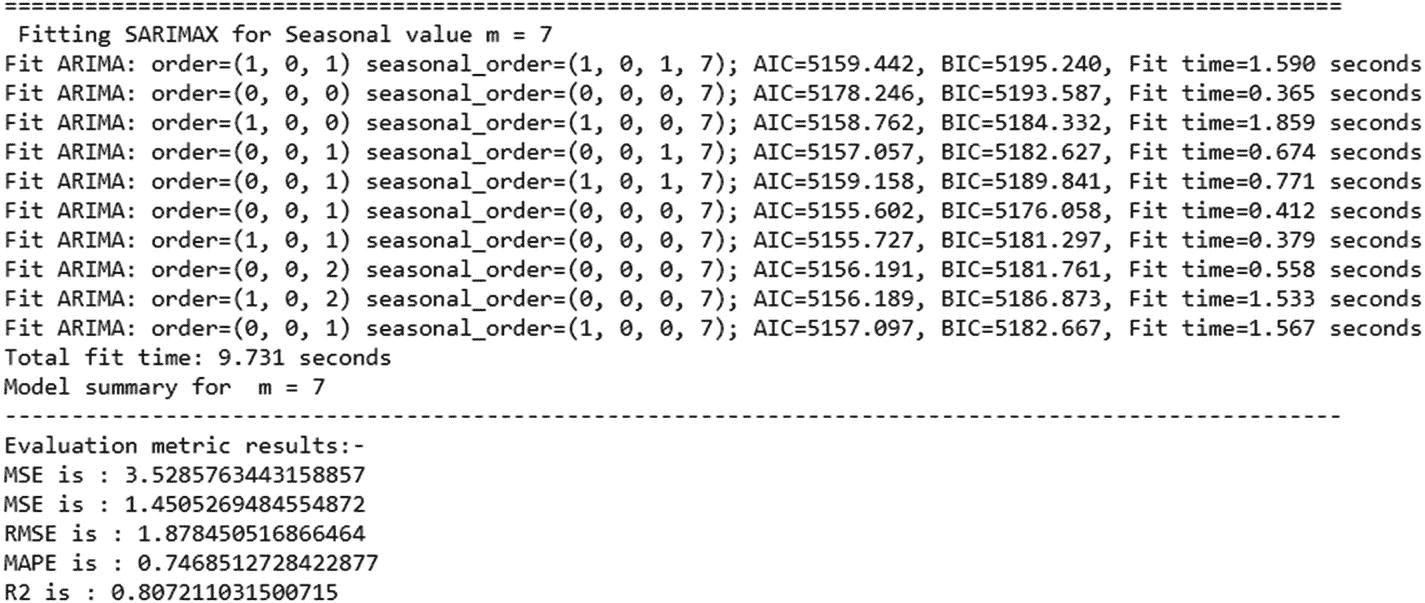 ====================================================================================================
Fitting SARIMAX for Seasonal value m = 7
Fit ARIMA: order=(1, 0, 1) seasonal_order=(1, 0, 1, 7); AIC=5159.442, BIC=5195.240, Fit time=1.590 seconds
Fit ARIMA: order=(0, 0, 0) seasonal_order=(0, 0, 0, 7); AIC=5178.246, BIC=5193.587, Fit time=0.365 seconds
Fit ARIMA: order=(1, 0, 0) seasonal_order=(1, 0, 0, 7); AIC=5158.762, BIC=5184.332, Fit time=1.859 seconds
Fit ARIMA: order=(0, 0, 1) seasonal_order=(0, 0, 1, 7); AIC=5157.057, BIC=5182.627, Fit time=0.674 seconds
Fit ARIMA: order=(0, 0, 1) seasonal_order=(1, 0, 1, 7); AIC=5159.158, BIC=5189.841, Fit time=0.771 seconds
Fit ARIMA: order=(0, 0, 1) seasonal_order=(0, 0, 0, 7); AIC=5155.602, BIC=5176.058, Fit time=0.412 seconds
Fit ARIMA: order=(1, 0, 1) seasonal_order=(0, 0, 0, 7); AIC=5155.727, BIC=5181.297, Fit time=0.379 seconds
Fit ARIMA: order=(0, 0, 2) seasonal_order=(0, 0, 0, 7); AIC=5156.191, BIC=5181.761, Fit time=0.558 seconds
Fit ARIMA: order=(1, 0, 2) seasonal_order=(0, 0, 0, 7); AIC=5156.189, BIC=5186.873, Fit time=1.533 seconds
Fit ARIMA: order=(0, 0, 1) seasonal_order=(1, 0, 0, 7); AIC=5157.097, BIC=5182.667, Fit time=1.567 seconds
Total fit time: 9.731 seconds
Model summary for  m = 7
----------------------------------------------------------------------------------------------------
Evaluation metric results:-
MSE is : 3.5285763443158857
MSE is : 1.4505269484554872
RMSE is : 1.878450516866464
MAPE is : 0.7468512728422877
R2 is : 0.807211031500715